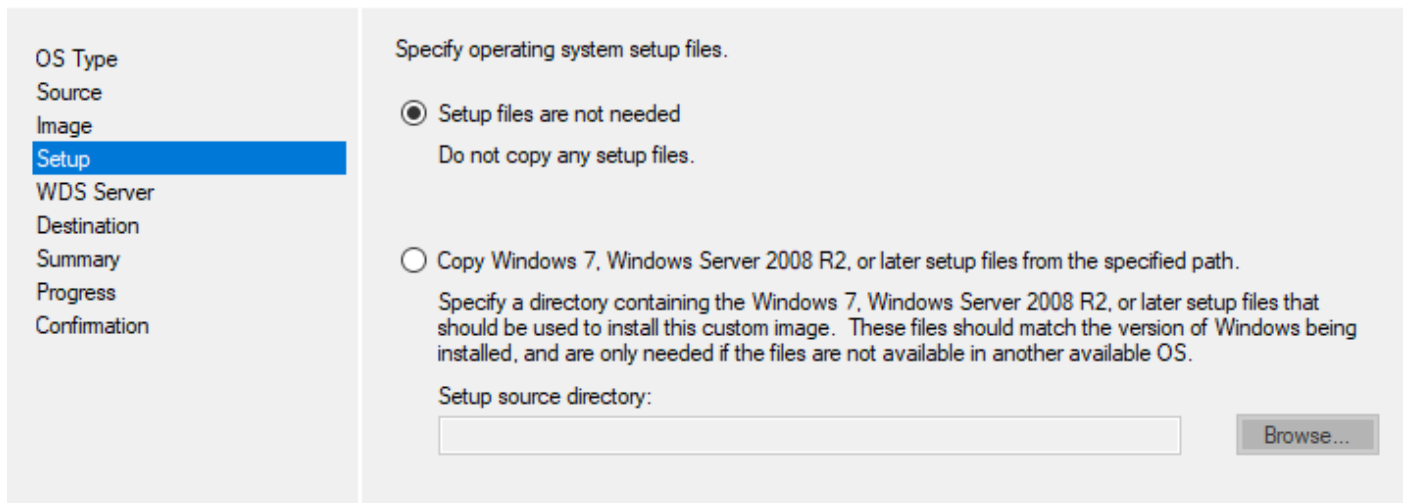 OS Type
Source
Image
Setup
WDS Server
Destination
Summary
Progress
Confirmation
Specify operating system setup files.
Setup files are not needed
Do not copy any setup files.
Copy Windows 7, Windows Server 2008 R2, or later setup files from the specified path.
Specify a directory containing the Windows 7, Windows Server 2008 R2, or later setup files that
should be used to install this custom image.  These files should match the version of Windows being
installed, and are only needed if the files are not available in another available OS.
Setup source directory:
Browse...